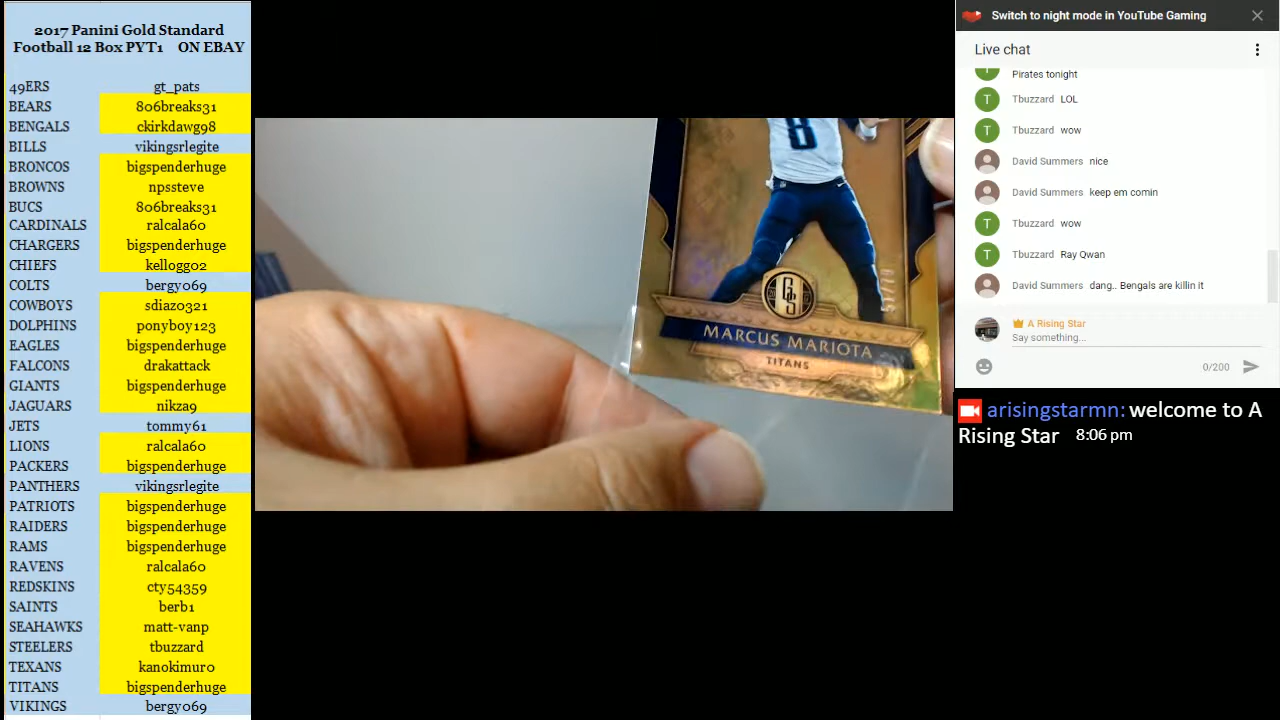 2017 Panini Gold Standard
Football 12 Box PYT1 ON EBAY
49ERS gt_pats
BEARS 806breaks31
BENGALS ckirkdawg98
BILLS vikingsrlegite
BRONCOS bigspenderhuge
BROWNS npssteve
BUCS 806breaks31
CARDINALS ralcala60
CHARGERS bigspenderhuge
CHIEFS kellogg02
COLTS bergy069
COWBOYS sdiaz0321
DOLPHINS ponyboy123
EAGLES bigspenderhuge
FALCONS drakattack
GIANTS bigspenderhuge
JAGUARS nikza9
JETS tommy61
LIONS ralcala60
PACKERS bigspenderhuge
PANTHERS vikingsrlegite
PATRIOTS bigspenderhuge
RAIDERS bigspenderhuge
RAMS bigspenderhuge
RAVENS ralcala60
REDSKINS cty54359
SAINTS berb1
SEAHAWKS matt-vanp
STEELERS tbuzzard
TEXANS kanokimuro
TITANS bigspenderhuge
VIKINGS bergy069
8
GS
MARCUS MARIOTA
TITANS
Switch to night mode in YouTube Gaming
Live chat
T Pirates tonight
T Tbuzzard LOL
T Tbuzzard wow
David Summers nice
David Summers keep em comin
T Tbuzzard wow
T Tbuzzard Ray Qwan
David Summers dang.. Bengals are killin it
A Rising Star
Say something...
0/200
arisingstarmn: welcome to A
Rising Star 8:06 pm